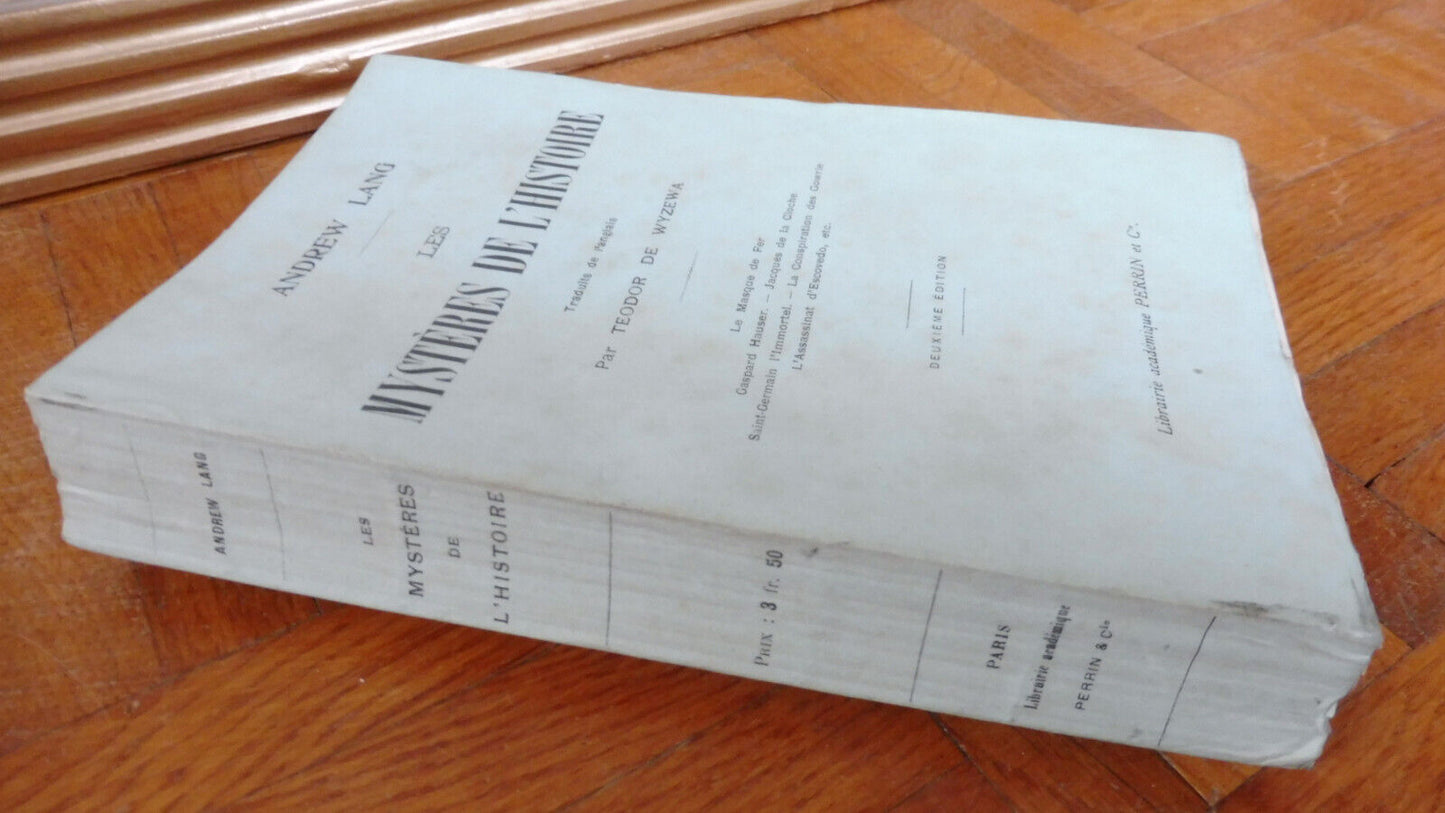 ANDREW LANG
LES
MYSTÈRES DE L'HISTOIRE
Traduits de l'anglais
Par TEODOR DE WYZEWA
Le Masque de Fer
Gaspard Hauser. — Jacques de la Cloche
Saint-Germain l'Immortel. — La Conspiration des Gowrie
L'Assassinat d'Escovedo, etc.
DEUXIÈME ÉDITION
Librairie académique PERRIN et Cie.
ANDREW LANG
LES
MYSTÈRES
DE
L'HISTOIRE
PRIX : 3 fr. 50
PARIS
Librairie académique
PERRIN & Cie